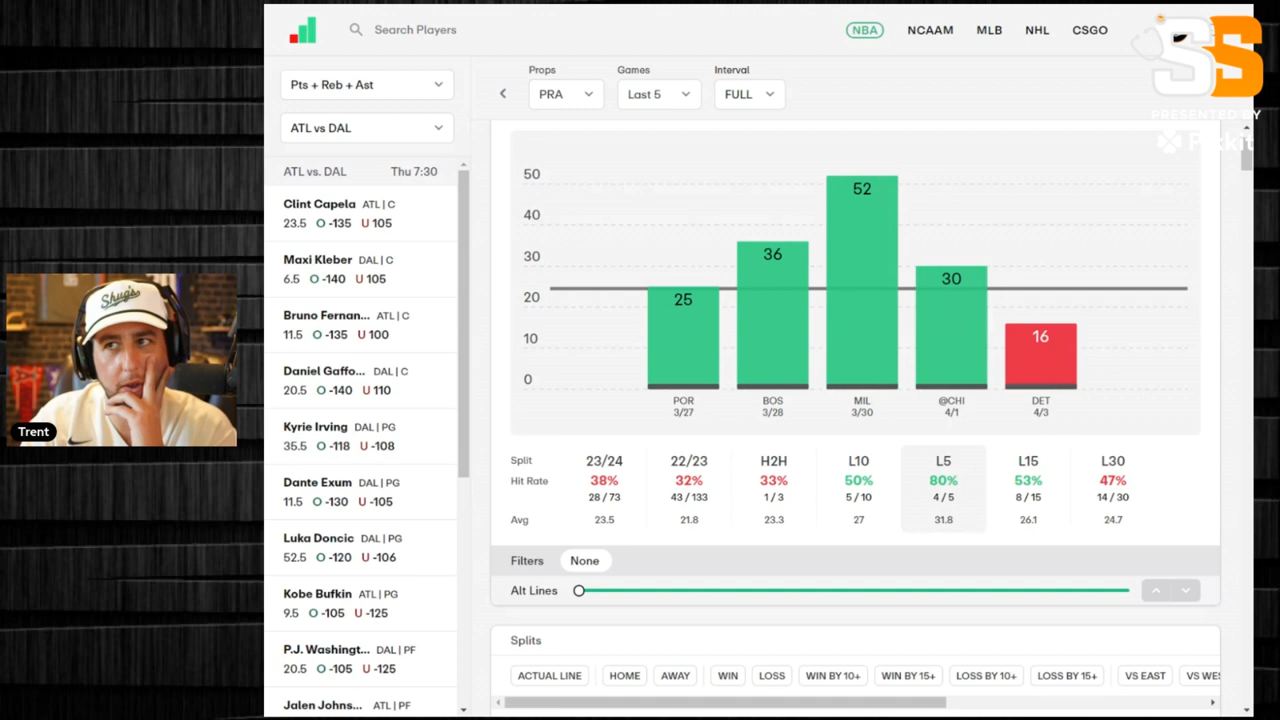 Search Players
NBA NCAAM MLB NHL CSGO
SS
PRESENTED BY
Pikkit
Pts + Reb + Ast
ATL vs DAL
Props Games Interval
PRA Last 5 FULL
ATL vs. DAL Thu 7:30
Clint Capela ATL | C
23.5 O -135 U 105
Maxi Kleber DAL | C
6.5 O -140 U 105
Bruno Fernan... ATL | C
11.5 O -135 U 100
Daniel Gaffo... DAL | C
20.5 O -140 U 110
Kyrie Irving DAL | PG
35.5 O -118 U -108
Dante Exum DAL | PG
11.5 O -130 U -105
Luka Doncic DAL | PG
52.5 O -120 U -106
Kobe Bufkin ATL | PG
9.5 O -105 U -125
P.J. Washingt... DAL | PF
20.5 O -105 U -125
Jalen Johns... ATL | PF
50
40
30
20
10
0
25 36 52 30 16
POR BOS MIL @CHI DET
3/27 3/28 3/30 4/1 4/3
Split 23/24 22/23 H2H L10 L5 L15 L30
Hit Rate 38% 32% 33% 50% 80% 53% 47%
28 / 73 43 / 133 1 / 3 5 / 10 4 / 5 8 / 15 14 / 30
Avg 23.5 21.8 23.3 27 31.8 26.1 24.7
Filters None
Alt Lines
Splits
ACTUAL LINE HOME AWAY WIN LOSS WIN BY 10+ WIN BY 15+ LOSS BY 10+ LOSS BY 15+ VS EAST VS WES
Shug's
Trent